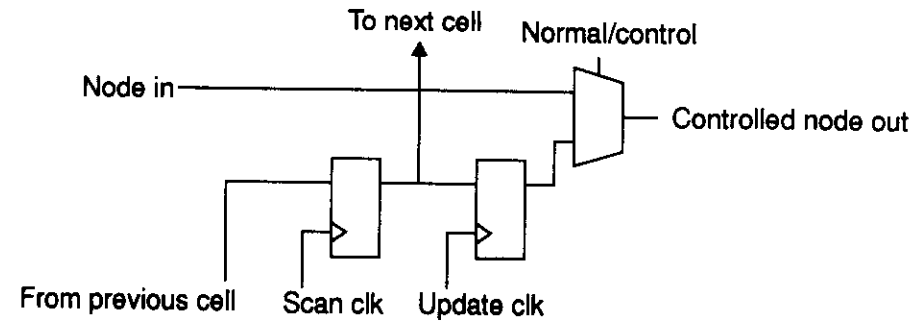 To next cell
Normal/control
Node in
Controlled node out
From previous cell
Scan clk
Update clk